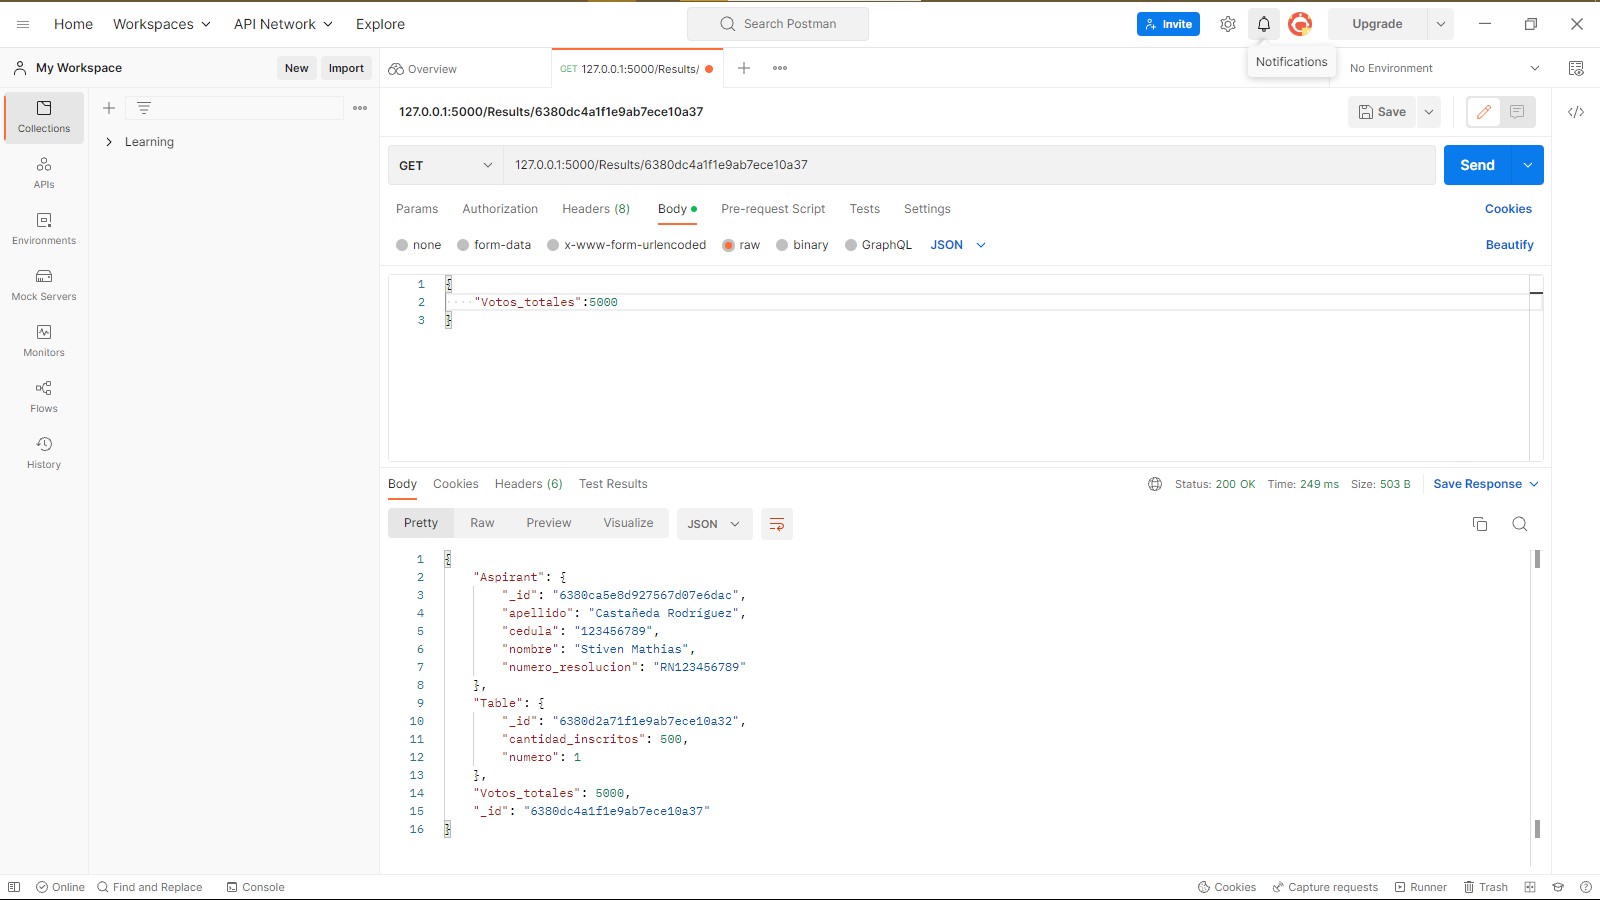 Home Workspaces API Network Explore Search Postman Invite Upgrade
Notifications
My Workspace New Import Overview GET 127.0.0.1:5000/Results/ No Environment
127.0.0.1:5000/Results/6380dc4a1f1e9ab7ece10a37 Save
Collections
Learning
APIs
Environments
Mock Servers
Monitors
Flows
History
GET 127.0.0.1:5000/Results/6380dc4a1f1e9ab7ece10a37 Send
Params Authorization Headers (8) Body Pre-request Script Tests Settings Cookies
none form-data x-www-form-urlencoded raw binary GraphQL JSON Beautify
1 {
2 "Votos_totales":5000
3 }
Body Cookies Headers (6) Test Results Status: 200 OK Time: 249 ms Size: 503 B Save Response
Pretty Raw Preview Visualize JSON
1 {
2 "Aspirant": {
3 "_id": "6380ca5e8d927567d07e6dac",
4 "apellido": "Castañeda Rodríguez",
5 "cedula": "123456789",
6 "nombre": "Stiven Mathias",
7 "numero_resolucion": "RN123456789"
8 },
9 "Table": {
10 "_id": "6380d2a71f1e9ab7ece10a32",
11 "cantidad_inscritos": 500,
12 "numero": 1
13 },
14 "Votos_totales": 5000,
15 "_id": "6380dc4a1f1e9ab7ece10a37"
16 }
Online Find and Replace Console Cookies Capture requests Runner Trash